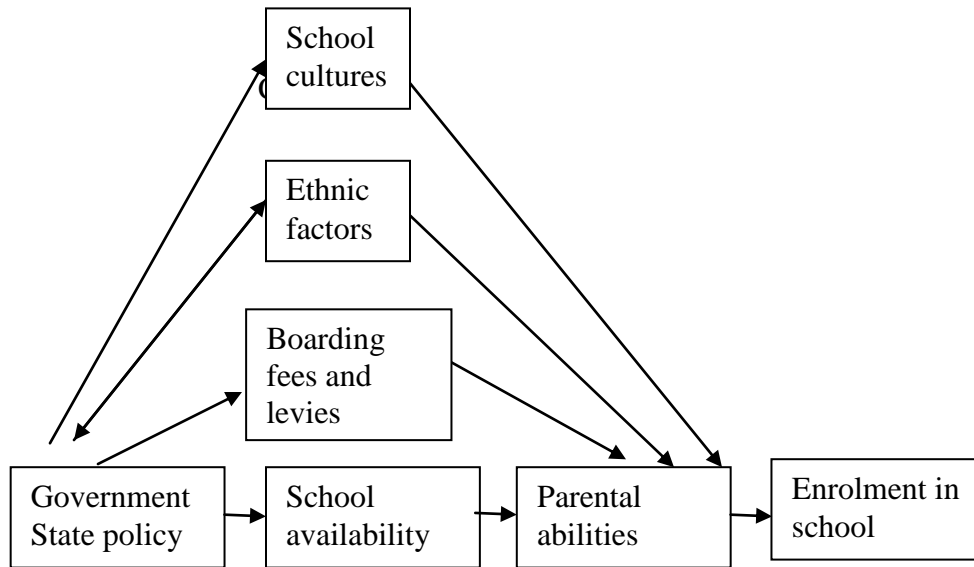 School
cultures
Ethnic
factors
Boarding
fees and
levies
Government
State policy
School
availability
Parental
abilities
Enrolment in
school